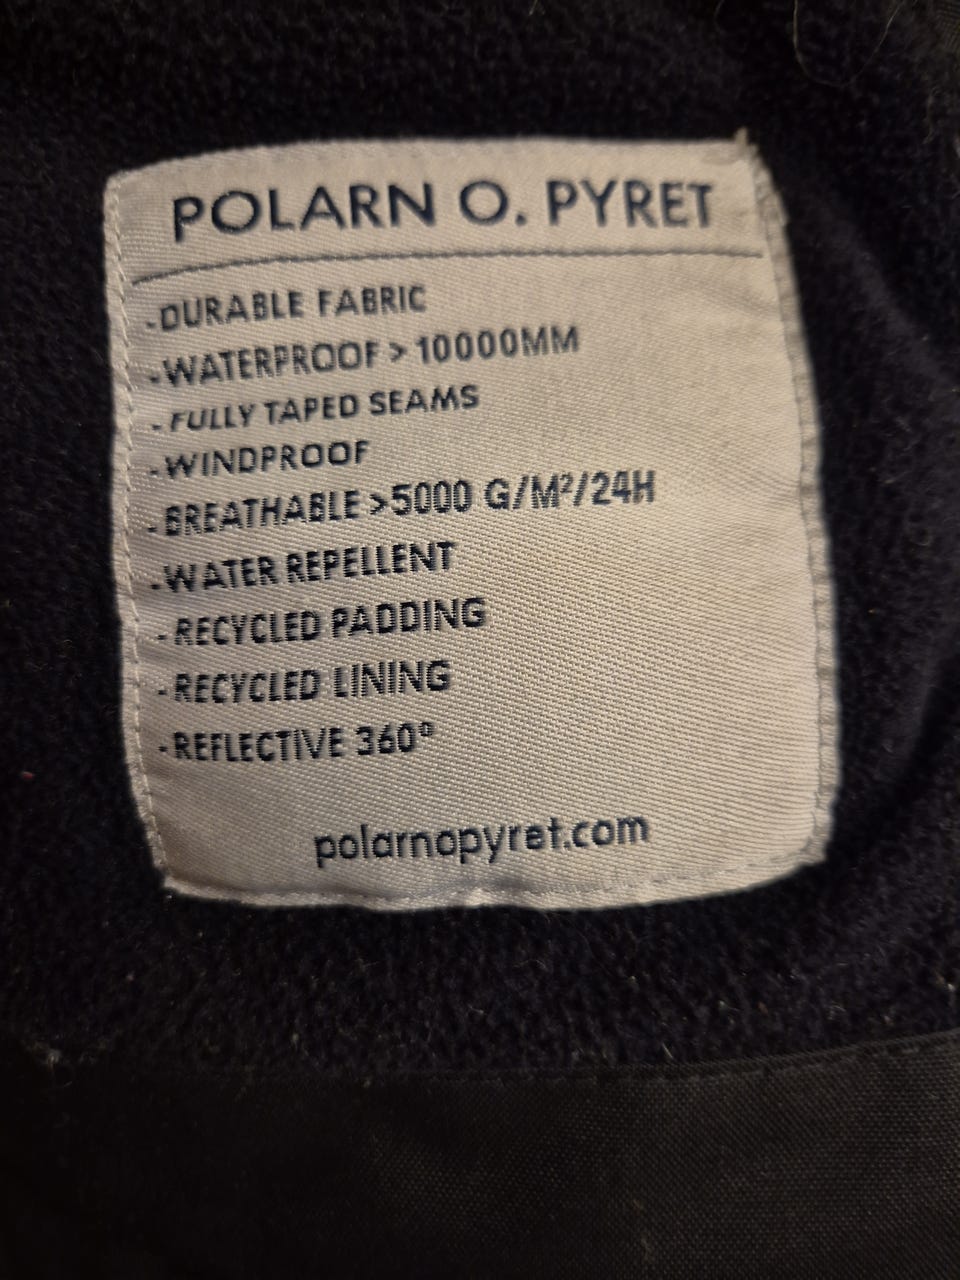 POLARN O. PYRET
-DURABLE FABRIC
-WATERPROOF > 10000MM
- FULLY TAPED SEAMS
-WINDPROOF
-BREATHABLE >5000 G/M²/24H
-WATER REPELLENT
- RECYCLED PADDING
- RECYCLED LINING
-REFLECTIVE 360°
polarnopyret.com